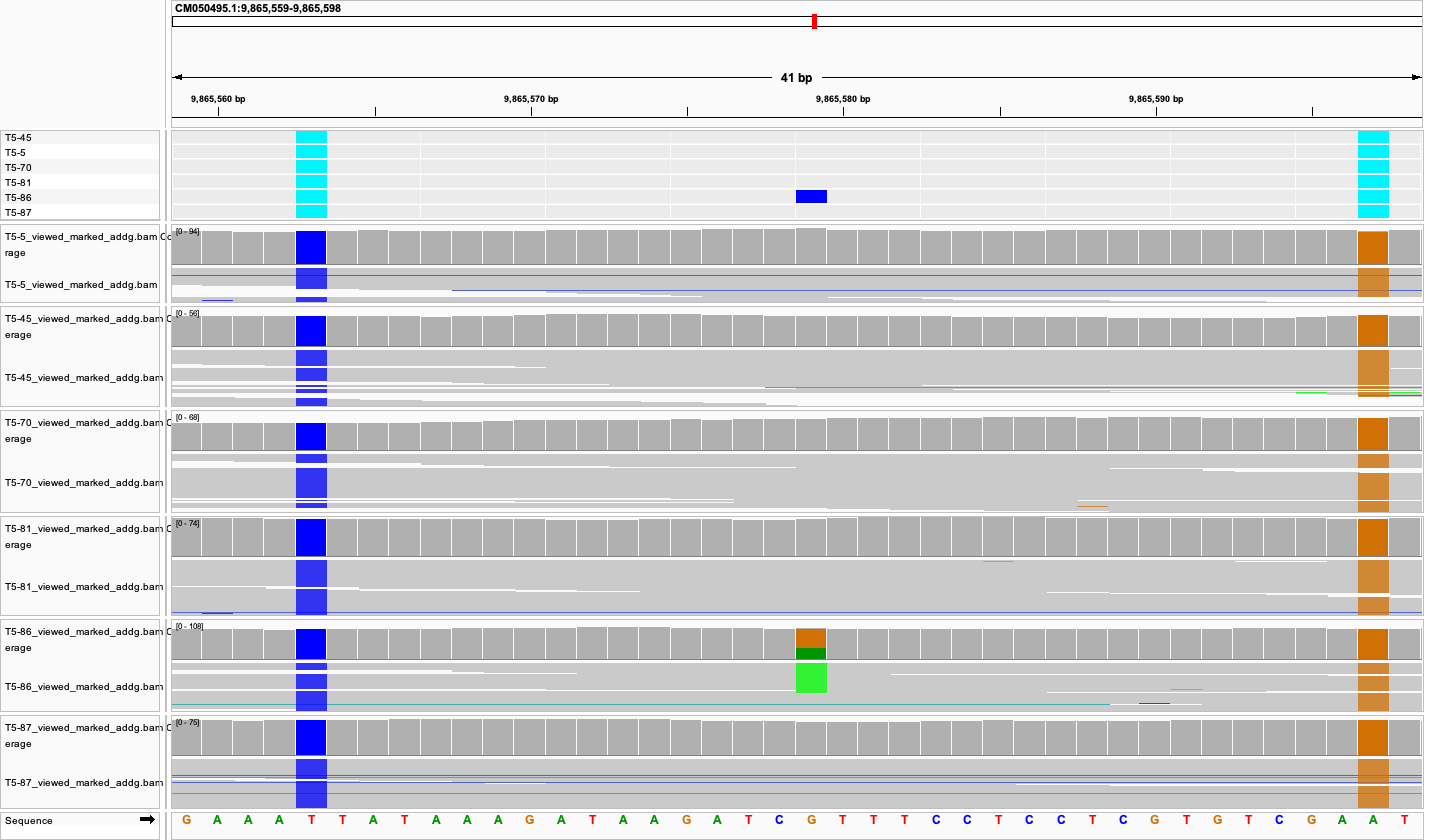 CM050495.1:9,865,559-9,865,598
41 bp
9,865,560 bp 9,865,570 bp 9,865,580 bp 9,865,590 bp
T5-45
T5-5
T5-70
T5-81
T5-86
T5-87
T5-5_viewed_marked_addg.bam Co
rage
[0 - 94]
T5-5_viewed_marked_addg.bam
T5-45_viewed_marked_addg.bam C
erage
[0 - 56]
T5-45_viewed_marked_addg.bam
T5-70_viewed_marked_addg.bam C
erage
[0 - 68]
T5-70_viewed_marked_addg.bam
T5-81_viewed_marked_addg.bam C
erage
[0 - 74]
T5-81_viewed_marked_addg.bam
T5-86_viewed_marked_addg.bam C
erage
[0 - 108]
T5-86_viewed_marked_addg.bam
T5-87_viewed_marked_addg.bam C
erage
[0 - 75]
T5-87_viewed_marked_addg.bam
Sequence G A A A T T A T A A A G A T A A G A T C G T T T C C T C C T C G T G T C G A A T